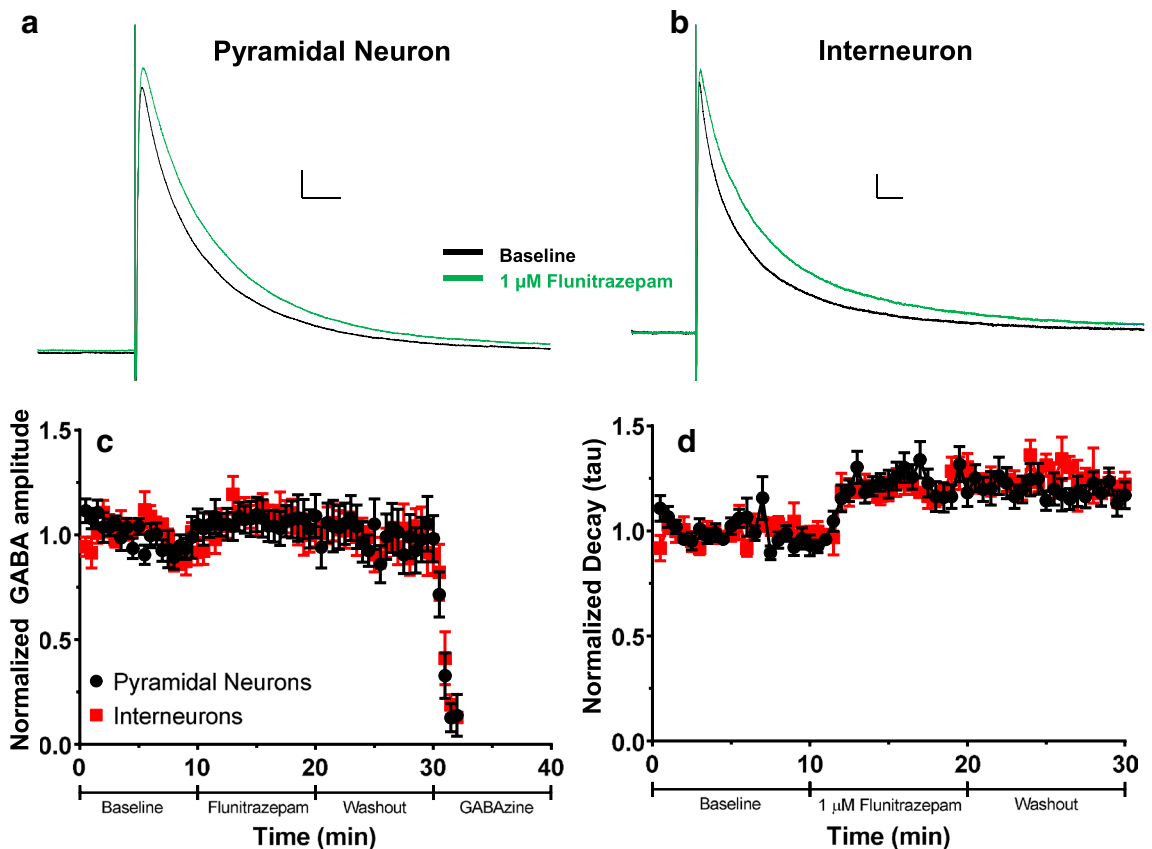 a
Pyramidal Neuron
b
Interneuron
Baseline
1 µM Flunitrazepam
c
Normalized GABA amplitude
1.5
1.0
0.5
0.0
Pyramidal Neurons
Interneurons
0 10 20 30 40
Baseline Flunitrazepam Washout GABAzine
Time (min)
d
Normalized Decay (tau)
1.5
1.0
0.5
0.0
0 10 20 30
Baseline 1 µM Flunitrazepam Washout
Time (min)